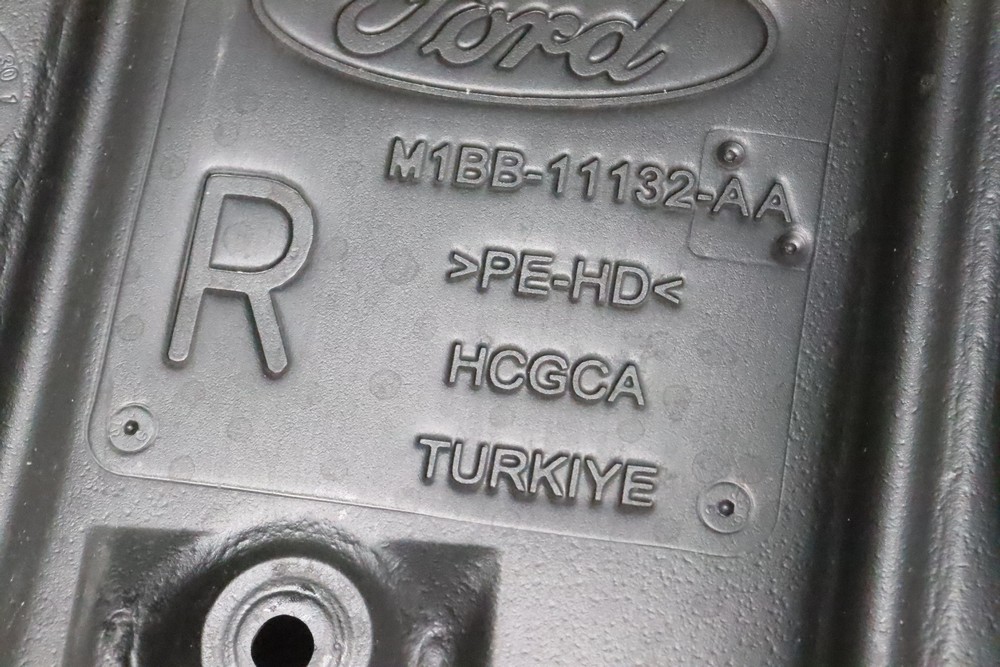 Ford
M1BB-11132-AA
R
>PE-HD<
HCGCA
TURKIYE